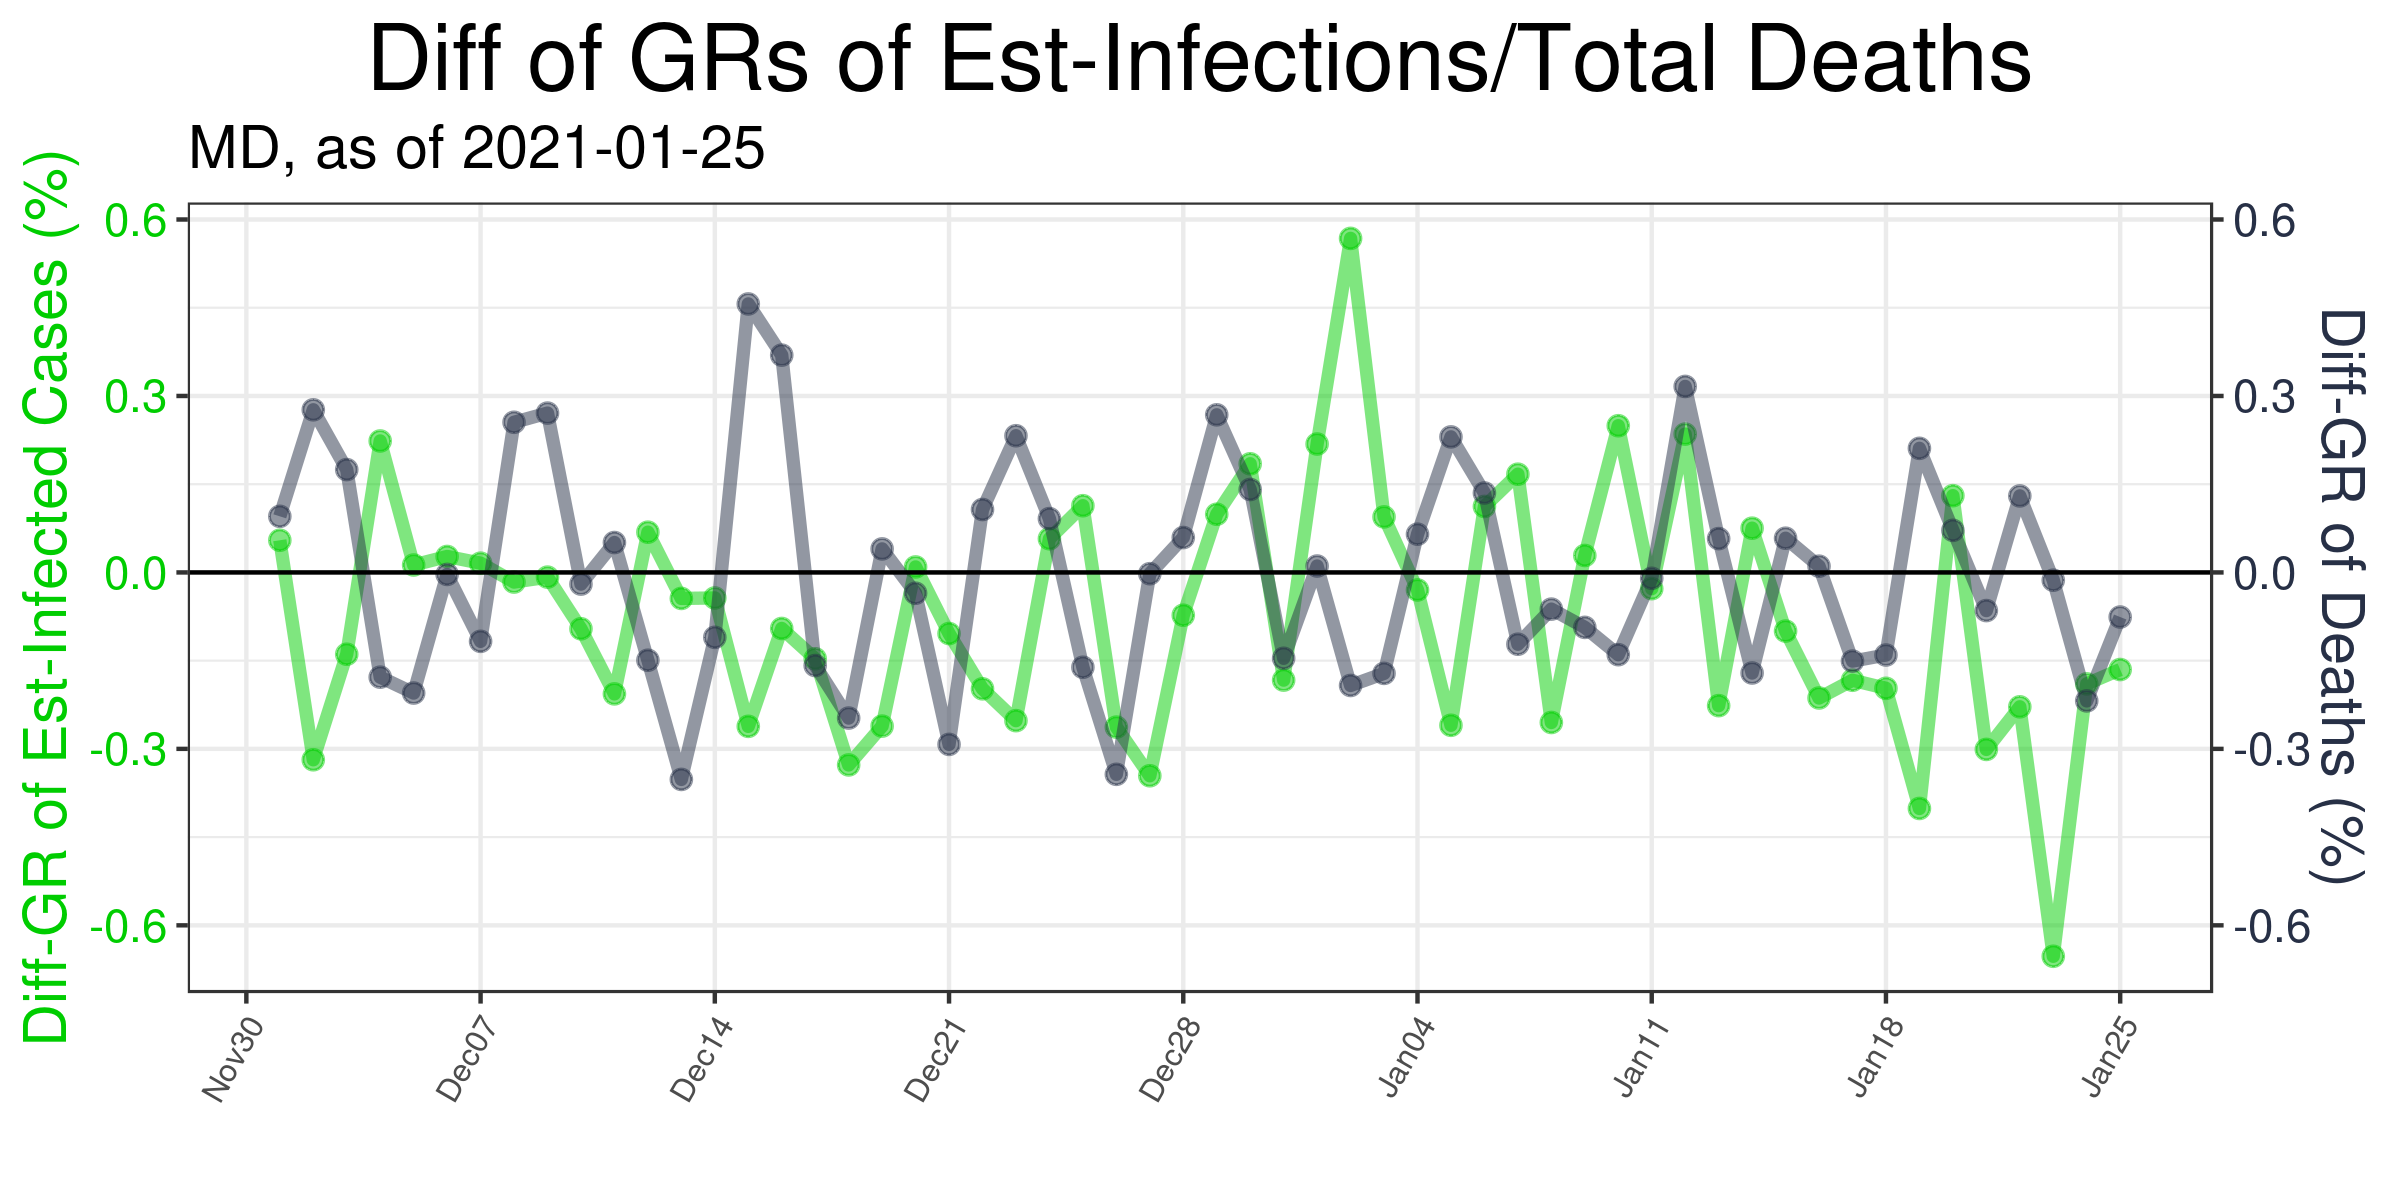 Diff of GRs of Est-Infections/Total Deaths
MD, as of 2021-01-25
Diff-GR of Est-Infected Cases (%)
0.6
0.3
0.0
-0.3
-0.6
0.6
0.3
0.0
-0.3
-0.6
Diff-GR of Deaths (%)
Nov30
Dec07
Dec14
Dec21
Dec28
Jan04
Jan11
Jan18
Jan25